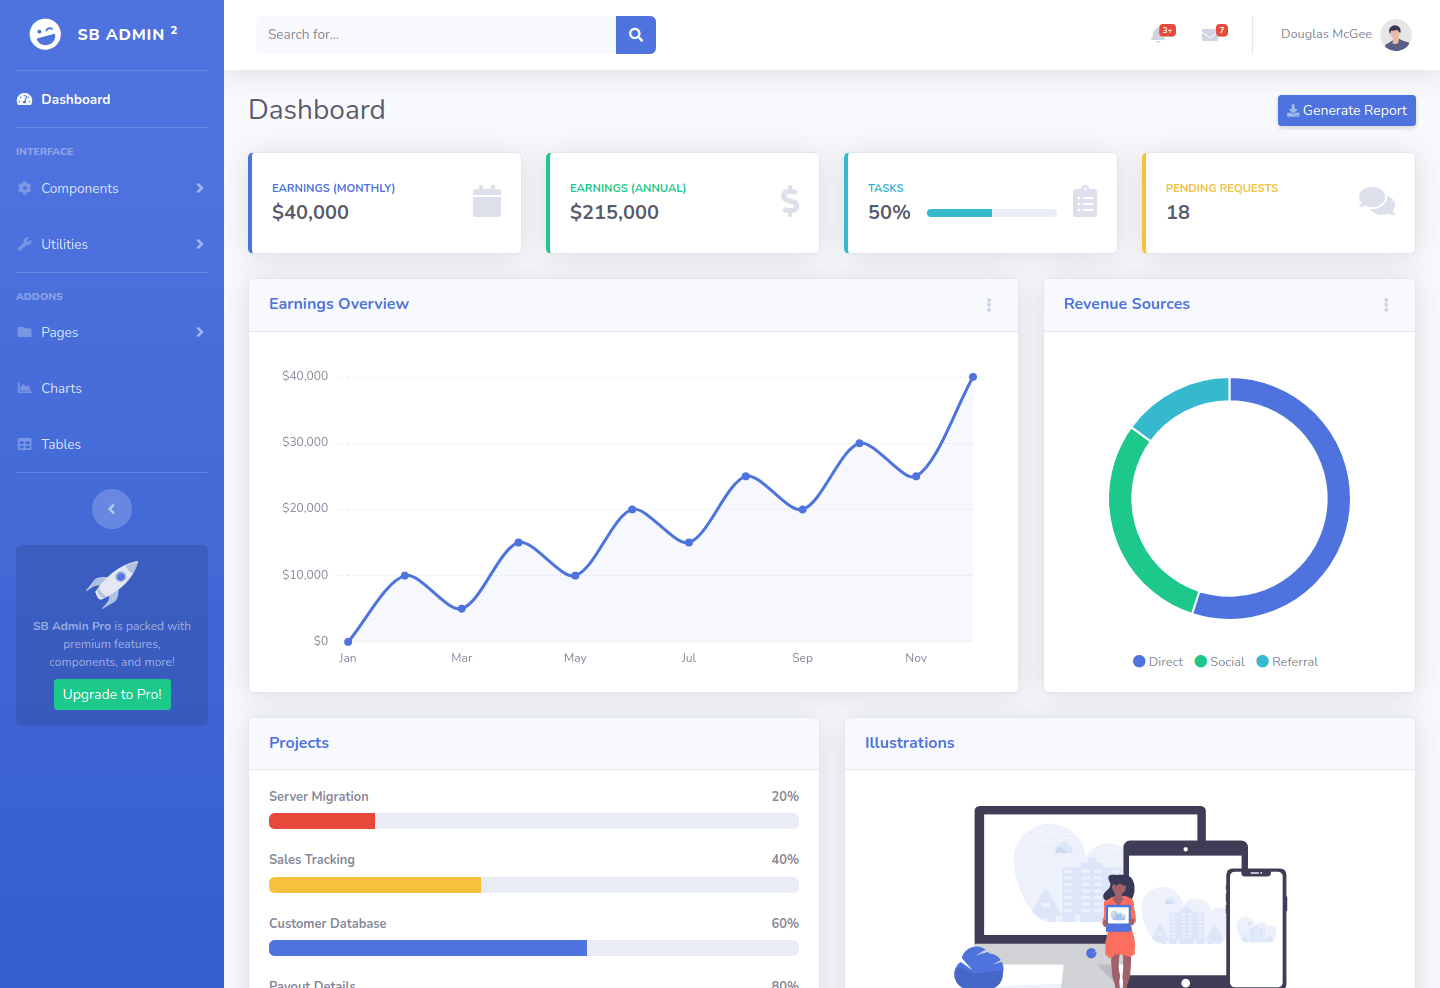 SB ADMIN 2
Search for...
3+
7
Douglas McGee
Dashboard
INTERFACE
Components
Utilities
ADDONS
Pages
Charts
Tables
SB Admin Pro is packed with
premium features,
components, and more!
Upgrade to Pro!
Dashboard
Generate Report
EARNINGS (MONTHLY)
$40,000
EARNINGS (ANNUAL)
$215,000
TASKS
50%
PENDING REQUESTS
18
Earnings Overview
$40,000
$30,000
$20,000
$10,000
$0
Jan Mar May Jul Sep Nov
Revenue Sources
Direct Social Referral
Projects
Server Migration 20%
Sales Tracking 40%
Customer Database 60%
Payout Details 80%
Illustrations